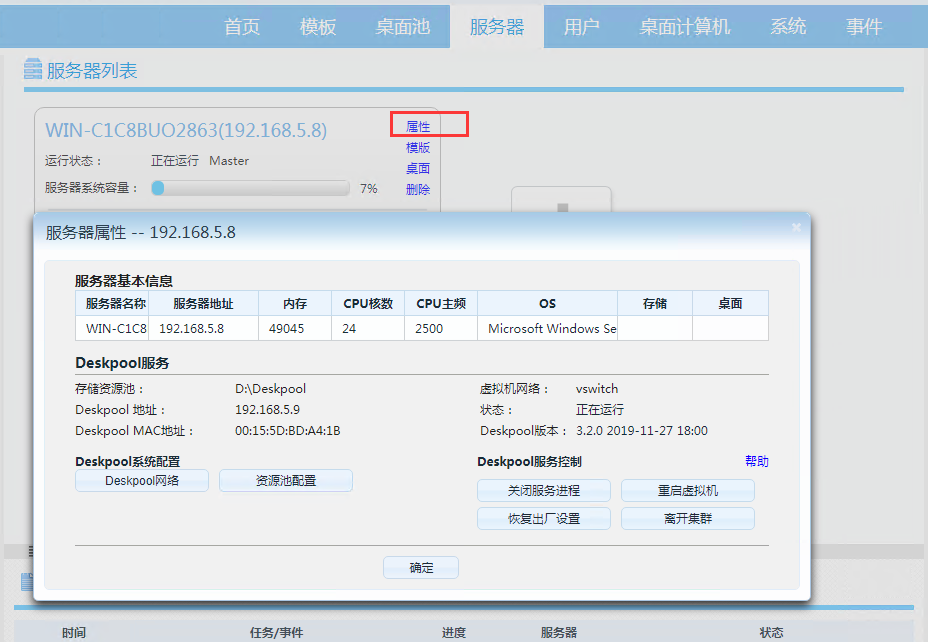 首页 模板 桌面池 服务器 用户 桌面计算机 系统 事件
服务器列表
WIN-C1C8BUO2863(192.168.5.8) 属性
模版
运行状态： 正在运行 Master
桌面
服务器系统容量： 7% 删除
服务器属性 -- 192.168.5.8
服务器基本信息
服务器名称 服务器地址 内存 CPU核数 CPU主频 OS 存储 桌面
WIN-C1C8 192.168.5.8 49045 24 2500 Microsoft Windows Se
Deskpool服务
存储资源池： D:\Deskpool 虚拟机网络： vswitch
Deskpool 地址： 192.168.5.9 状态： 正在运行
Deskpool MAC地址： 00:15:5D:BD:A4:1B Deskpool版本： 3.2.0 2019-11-27 18:00
Deskpool系统配置 Deskpool服务控制 帮助
Deskpool网络 资源池配置
关闭服务进程 重启虚拟机
恢复出厂设置 离开集群
确定
时间 任务/事件 进度 服务器 状态